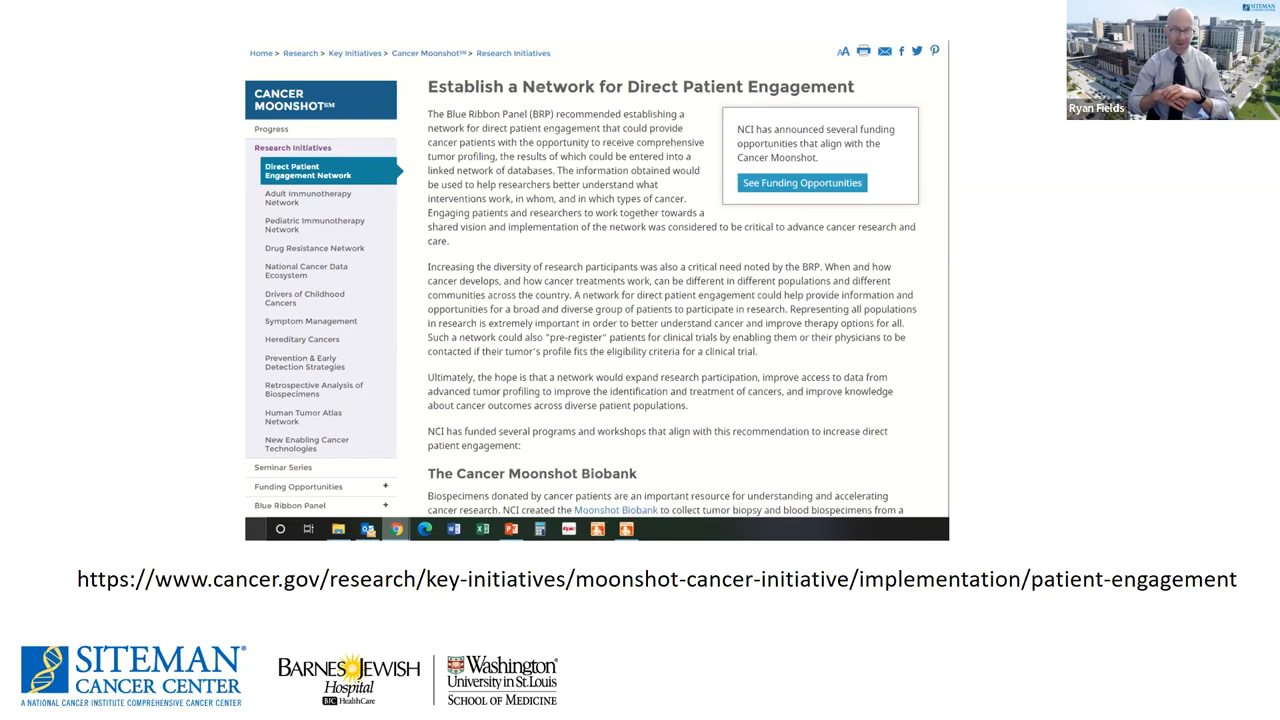 Home > Research > Key Initiatives > Cancer Moonshot℠ > Research Initiatives
AA
CANCER
MOONSHOT℠
Progress
Research Initiatives
Direct Patient
Engagement Network
Adult Immunotherapy
Network
Pediatric Immunotherapy
Network
Drug Resistance Network
National Cancer Data
Ecosystem
Drivers of Childhood
Cancers
Symptom Management
Hereditary Cancers
Prevention & Early
Detection Strategies
Retrospective Analysis of
Biospecimens
Human Tumor Atlas
Network
New Enabling Cancer
Technologies
Seminar Series
Funding Opportunities +
Blue Ribbon Panel +
Establish a Network for Direct Patient Engagement
The Blue Ribbon Panel (BRP) recommended establishing a
network for direct patient engagement that could provide
cancer patients with the opportunity to receive comprehensive
tumor profiling, the results of which could be entered into a
linked network of databases. The information obtained would
be used to help researchers better understand what
interventions work, in whom, and in which types of cancer.
Engaging patients and researchers to work together towards a
shared vision and implementation of the network was considered to be critical to advance cancer research and
care.
NCI has announced several funding
opportunities that align with the
Cancer Moonshot.
See Funding Opportunities
Increasing the diversity of research participants was also a critical need noted by the BRP. When and how
cancer develops, and how cancer treatments work, can be different in different populations and different
communities across the country. A network for direct patient engagement could help provide information and
opportunities for a broad and diverse group of patients to participate in research. Representing all populations
in research is extremely important in order to better understand cancer and improve therapy options for all.
Such a network could also "pre-register" patients for clinical trials by enabling them or their physicians to be
contacted if their tumor's profile fits the eligibility criteria for a clinical trial.
Ultimately, the hope is that a network would expand research participation, improve access to data from
advanced tumor profiling to improve the identification and treatment of cancers, and improve knowledge
about cancer outcomes across diverse patient populations.
NCI has funded several programs and workshops that align with this recommendation to increase direct
patient engagement:
The Cancer Moonshot Biobank
Biospecimens donated by cancer patients are an important resource for understanding and accelerating
cancer research. NCI created the Moonshot Biobank to collect tumor biopsy and blood biospecimens from a
SITEMAN
CANCER CENTER
Ryan Fields
https://www.cancer.gov/research/key-initiatives/moonshot-cancer-initiative/implementation/patient-engagement
SITEMAN®
CANCER CENTER
A NATIONAL CANCER INSTITUTE COMPREHENSIVE CANCER CENTER
BARNES JEWISH
Hospital
BJC HealthCare
Washington
University in St. Louis
SCHOOL OF MEDICINE